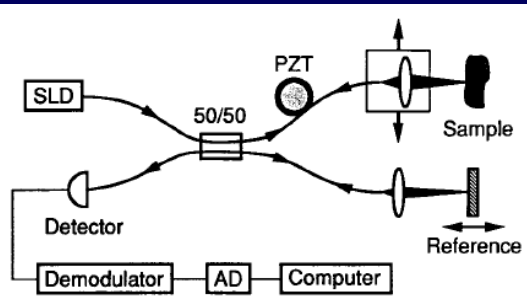 PZT
SLD
50/50
Sample
Detector
Reference
Demodulator
AD
Computer